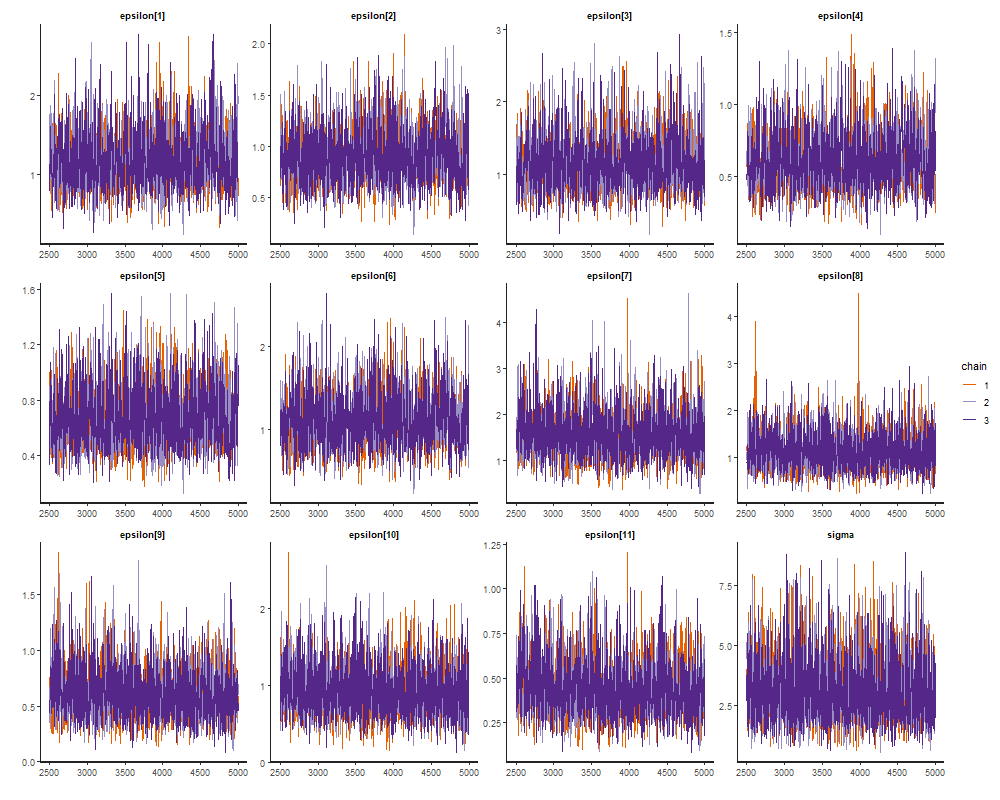 epsilon[1] epsilon[2] epsilon[3] epsilon[4]
2 1
2.0 1.5 1.0 0.5
3 2 1
1.5 1.0 0.5
2500 3000 3500 4000 4500 5000 2500 3000 3500 4000 4500 5000 2500 3000 3500 4000 4500 5000 2500 3000 3500 4000 4500 5000
epsilon[5] epsilon[6] epsilon[7] epsilon[8]
1.6 1.2 0.8 0.4
2 1
4 3 2 1
4 3 2 1
2500 3000 3500 4000 4500 5000 2500 3000 3500 4000 4500 5000 2500 3000 3500 4000 4500 5000 2500 3000 3500 4000 4500 5000
chain
1
2
3
epsilon[9] epsilon[10] epsilon[11] sigma
1.5 1.0 0.5 0.0
2 1 0
1.25 1.00 0.75 0.50 0.25
7.5 5.0 2.5
2500 3000 3500 4000 4500 5000 2500 3000 3500 4000 4500 5000 2500 3000 3500 4000 4500 5000 2500 3000 3500 4000 4500 5000